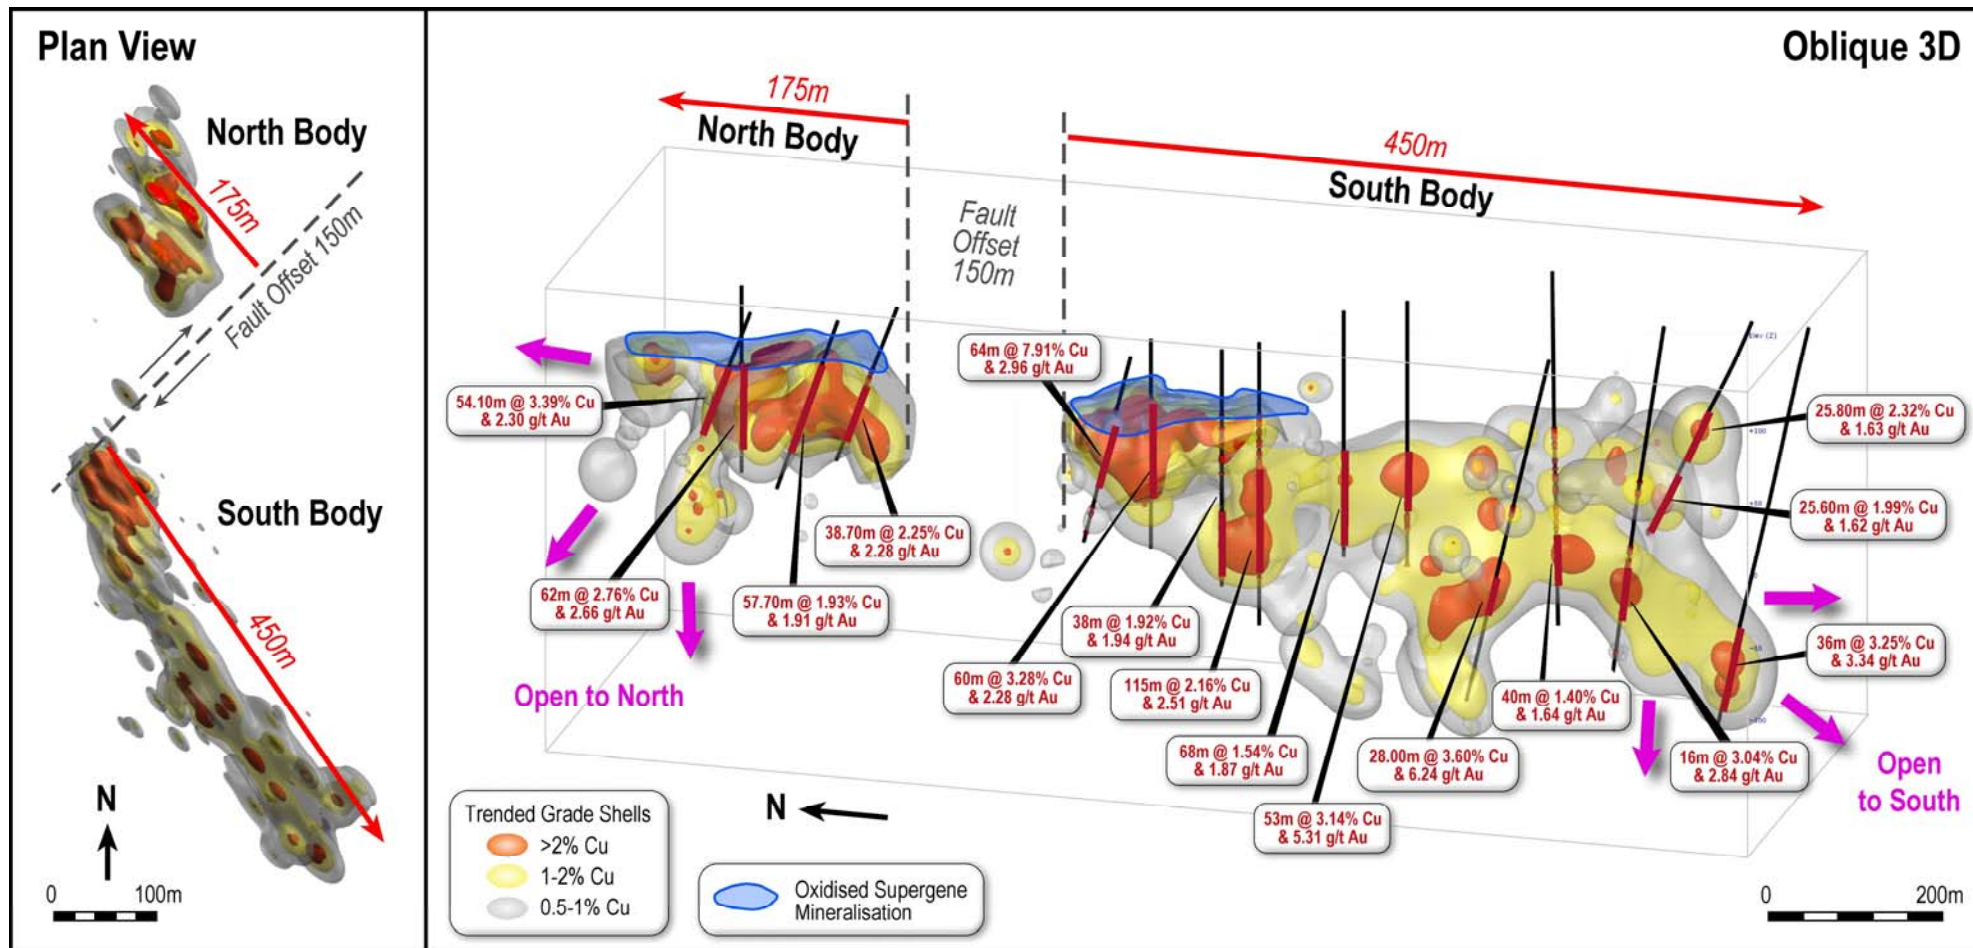 Plan View
North Body
175m
Fault Offset 150m
South Body
450m
N
0 100m
Oblique 3D
175m
North Body
450m
South Body
Fault
Offset
150m
64m @ 7.91% Cu
& 2.96 g/t Au
54.10m @ 3.39% Cu
& 2.30 g/t Au
25.80m @ 2.32% Cu
& 1.63 g/t Au
25.60m @ 1.99% Cu
& 1.62 g/t Au
38.70m @ 2.25% Cu
& 2.28 g/t Au
62m @ 2.76% Cu
& 2.66 g/t Au
57.70m @ 1.93% Cu
& 1.91 g/t Au
38m @ 1.92% Cu
& 1.94 g/t Au
36m @ 3.25% Cu
& 3.34 g/t Au
60m @ 3.28% Cu
& 2.28 g/t Au
115m @ 2.16% Cu
& 2.51 g/t Au
40m @ 1.40% Cu
& 1.64 g/t Au
68m @ 1.54% Cu
& 1.87 g/t Au
28.00m @ 3.60% Cu
& 6.24 g/t Au
16m @ 3.04% Cu
& 2.84 g/t Au
53m @ 3.14% Cu
& 5.31 g/t Au
Open to North
Open
to South
N
Trended Grade Shells
>2% Cu
1-2% Cu
0.5-1% Cu
Oxidised Supergene
Mineralisation
0 200m